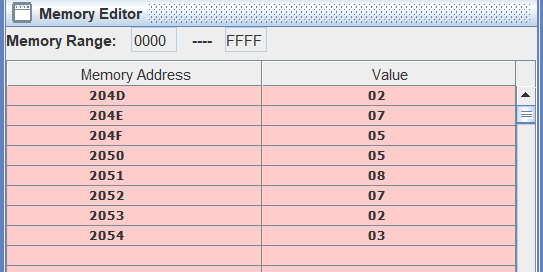 Memory Editor
Memory Range: 0000 ---- FFFF
Memory Address Value
204D 02
204E 07
204F 05
2050 05
2051 08
2052 07
2053 02
2054 03